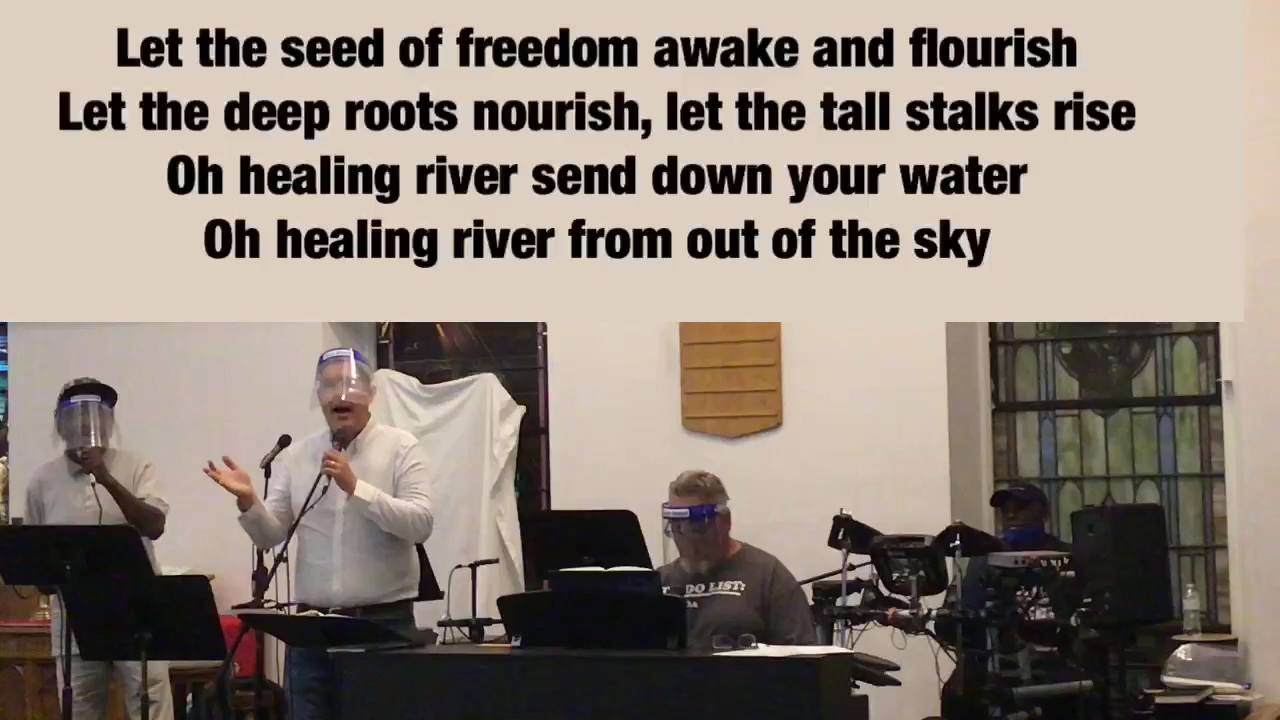 Let the seed of freedom awake and flourish
Let the deep roots nourish, let the tall stalks rise
Oh healing river send down your water
Oh healing river from out of the sky
DO LIST: